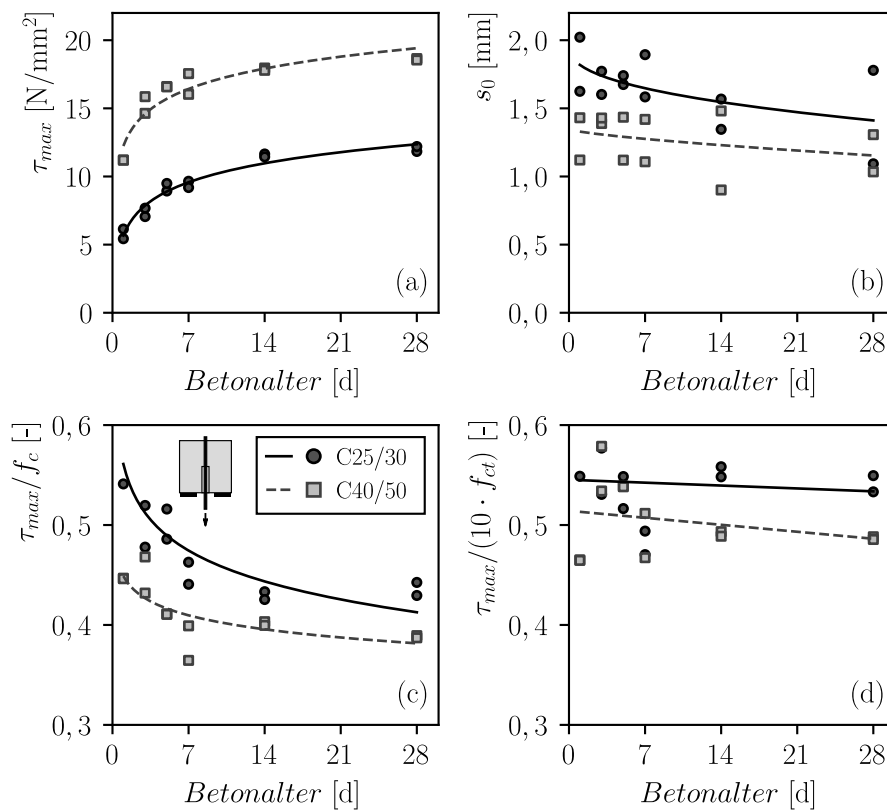 τ_max [N/mm²]
25
20
15
10
5
0
(a)
0 7 14 21 28
Betonalter [d]
s_0 [mm]
2,0
1,5
1,0
0,5
0,0
(b)
0 7 14 21 28
Betonalter [d]
τ_max/f_c [-]
0,6
0,5
0,4
0,3
C25/30
C40/50
(c)
0 7 14 21 28
Betonalter [d]
τ_max/(10 · f_ct) [-]
0,6
0,5
0,4
0,3
(d)
0 7 14 21 28
Betonalter [d]